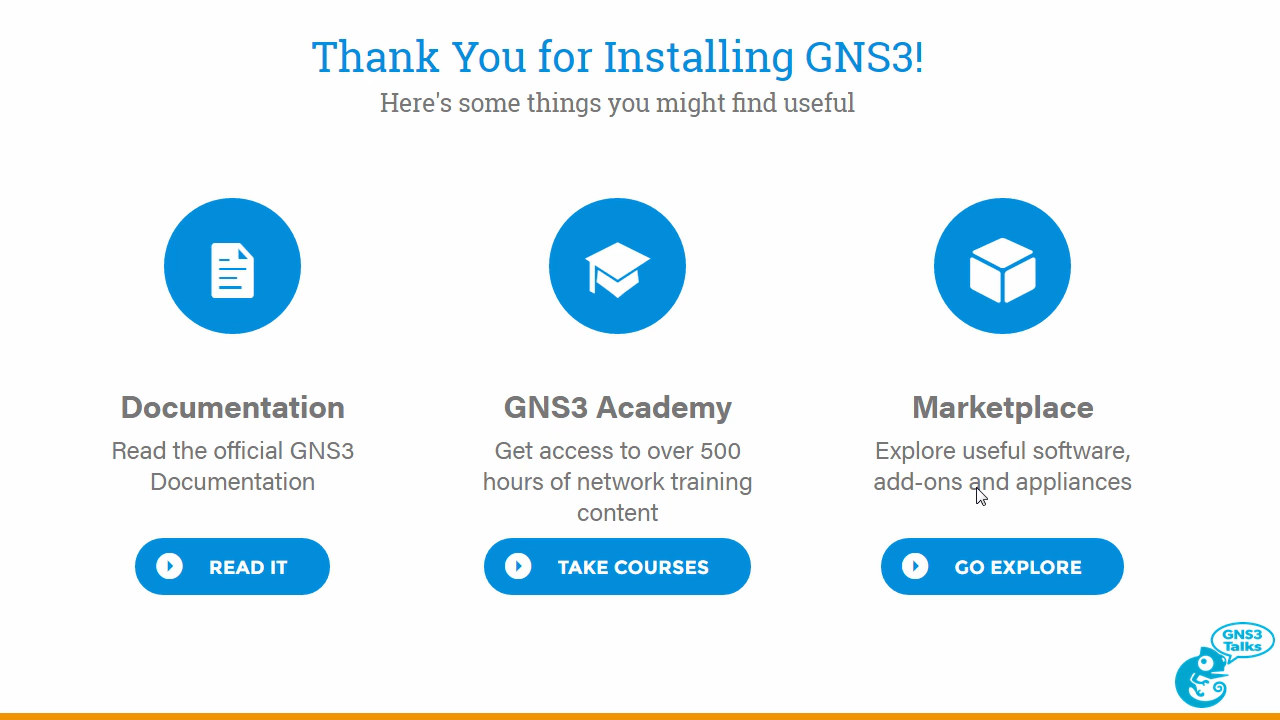 Thank You for Installing GNS3!
Here's some things you might find useful
Documentation
Read the official GNS3
Documentation
READ IT
GNS3 Academy
Get access to over 500
hours of network training
content
TAKE COURSES
Marketplace
Explore useful software,
add-ons and appliances
GO EXPLORE
GNS3
Talks